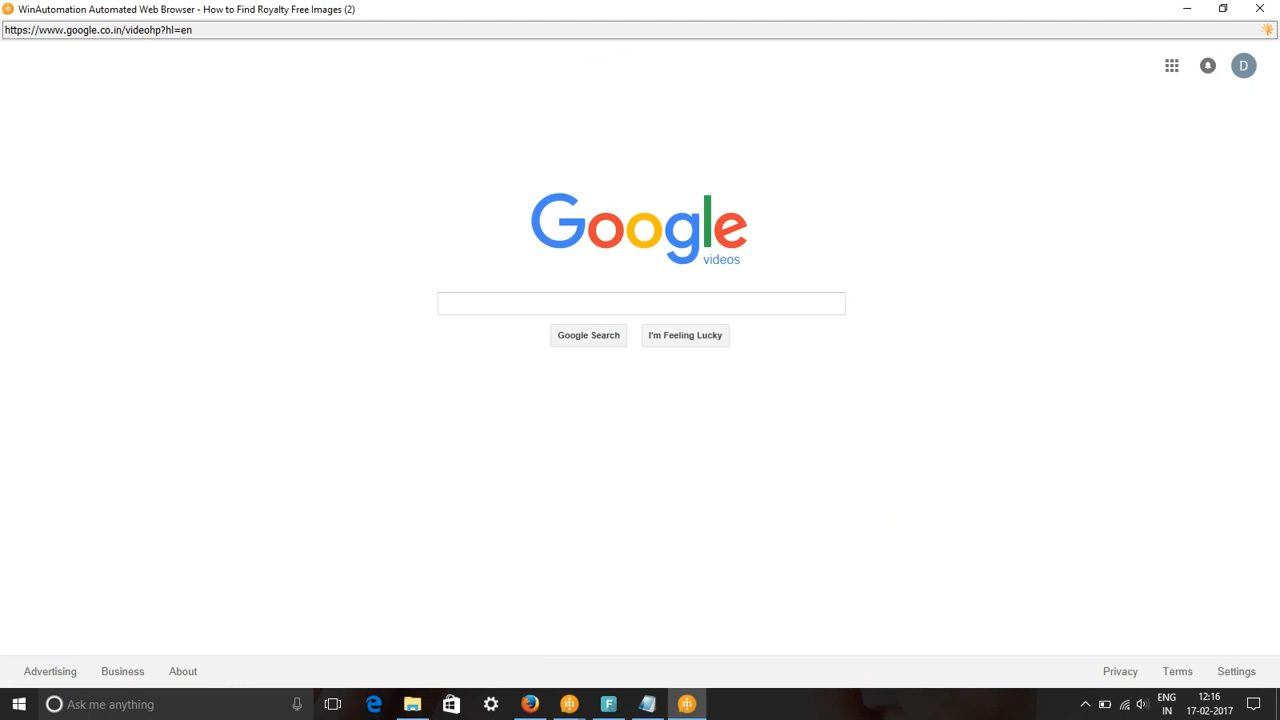 WinAutomation Automated Web Browser - How to Find Royalty Free Images (2)
https://www.google.co.in/videohp?hl=en
D
Google
videos
Google Search
I'm Feeling Lucky
Advertising
Business
About
Privacy
Terms
Settings
Ask me anything
F
ENG
IN
12:16
17-02-2017